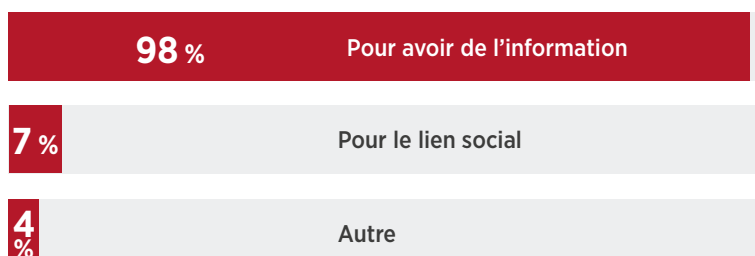 98 % Pour avoir de l'information
7 % Pour le lien social
4 % Autre